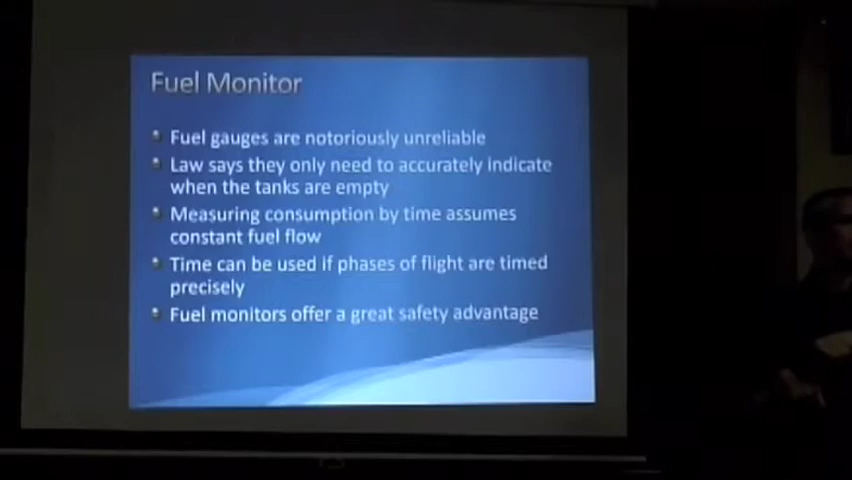 Fuel Monitor
Fuel gauges are notoriously unreliable
Law says they only need to accurately indicate
when the tanks are empty
Measuring consumption by time assumes
constant fuel flow
Time can be used if phases of flight are timed
precisely
Fuel monitors offer a great safety advantage